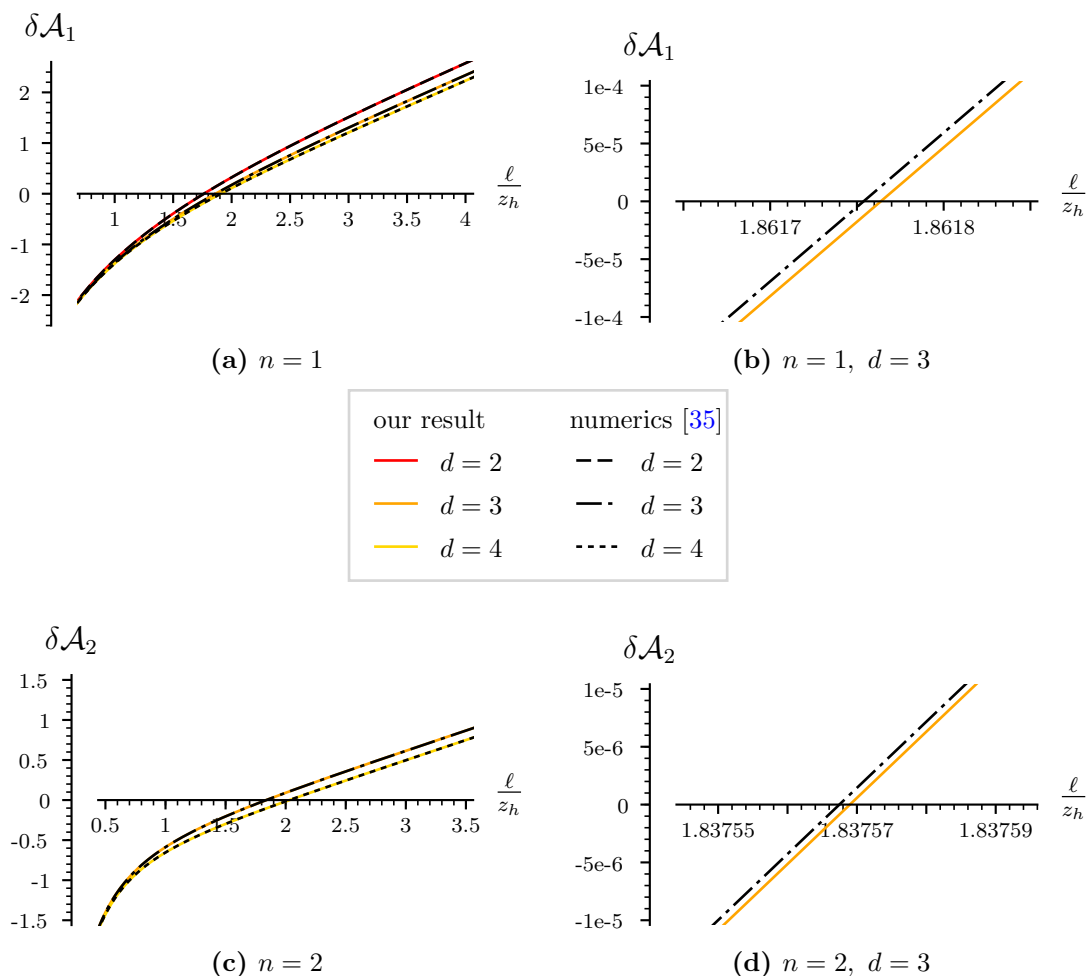 δ𝒜₁
2
1
0
-1
-2
1
1.5
2
2.5
3
3.5
4
ℓ
z_h
(a) n = 1
δ𝒜₁
1e-4
5e-5
0
-5e-5
-1e-4
1.8617
1.8618
ℓ
z_h
(b) n = 1, d = 3
our result
numerics [35]
d = 2
d = 2
d = 3
d = 3
d = 4
d = 4
δ𝒜₂
1.5
1
0.5
0
-0.5
-1
-1.5
0.5
1
1.5
2
2.5
3
3.5
ℓ
z_h
(c) n = 2
δ𝒜₂
1e-5
5e-6
0
-5e-6
-1e-5
1.83755
1.83757
1.83759
ℓ
z_h
(d) n = 2, d = 3